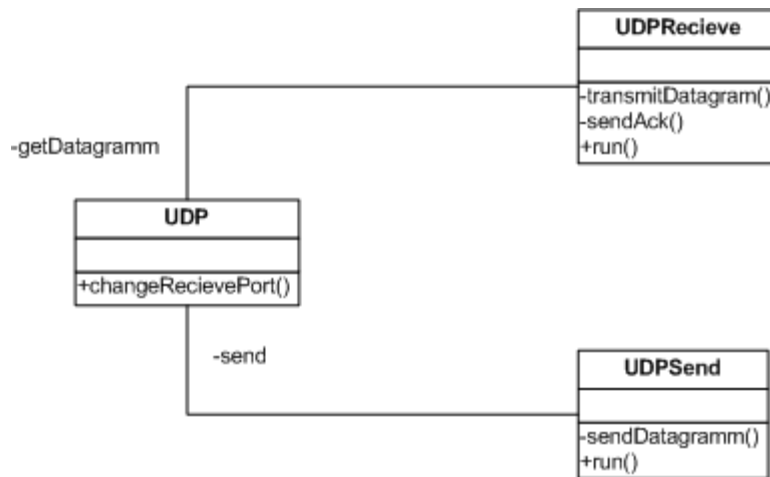 UDPRecieve
-transmitDatagram()
-sendAck()
+run()
-getDatagramm
UDP
+changeRecievePort()
-send
UDPSend
-sendDatagramm()
+run()